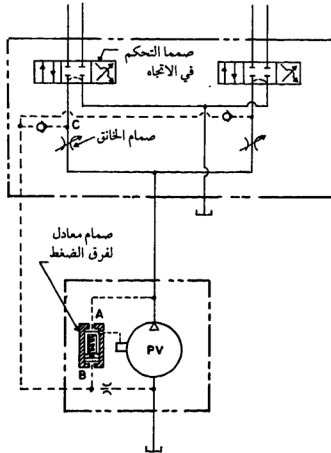 صمما التحكم
في الاتجاه
C
صمام الخانق
صمام معادل
لفرق الضغط
A
B
PV